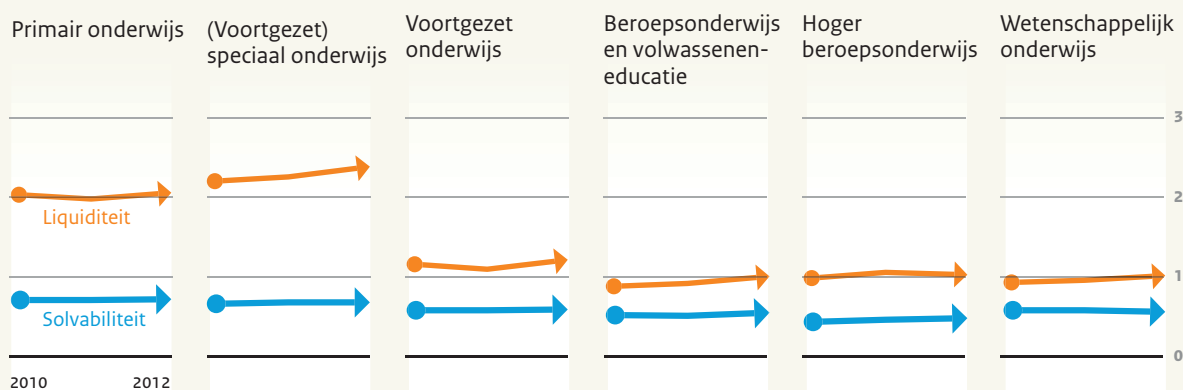 Primair onderwijs
(Voortgezet)
speciaal onderwijs
Voortgezet
onderwijs
Beroepsonderwijs
en volwassenen-
educatie
Hoger
beroepsonderwijs
Wetenschappelijk
onderwijs
3
2
Liquiditeit
1
Solvabiliteit
0
2010 2012